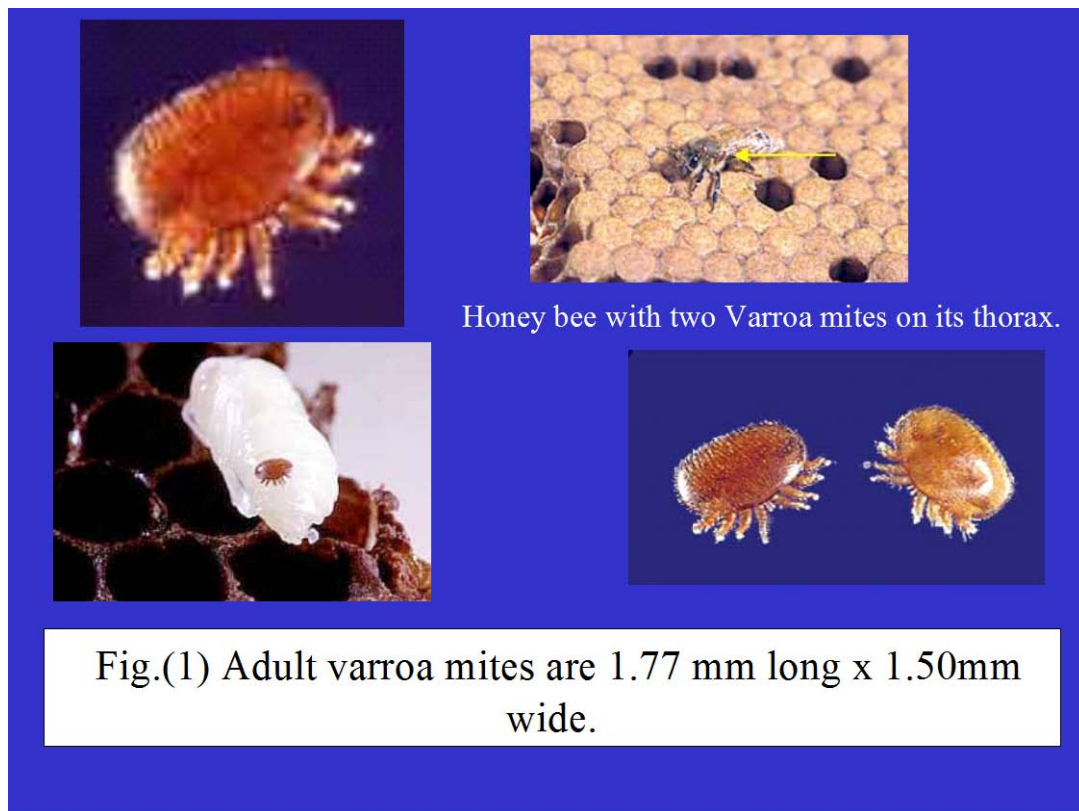 Honey bee with two Varroa mites on its thorax.
Fig.(1) Adult varroa mites are 1.77 mm long x 1.50mm
wide.